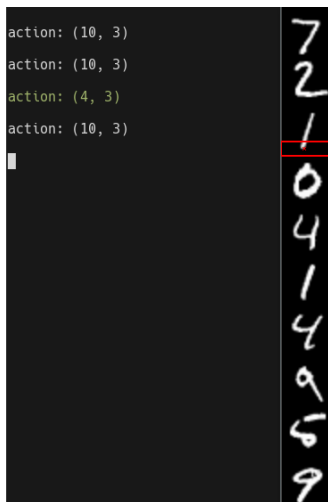 action: (10, 3)
action: (10, 3)
action: (4, 3)
action: (10, 3)
7
2
1
0
4
1
4
9
5
9